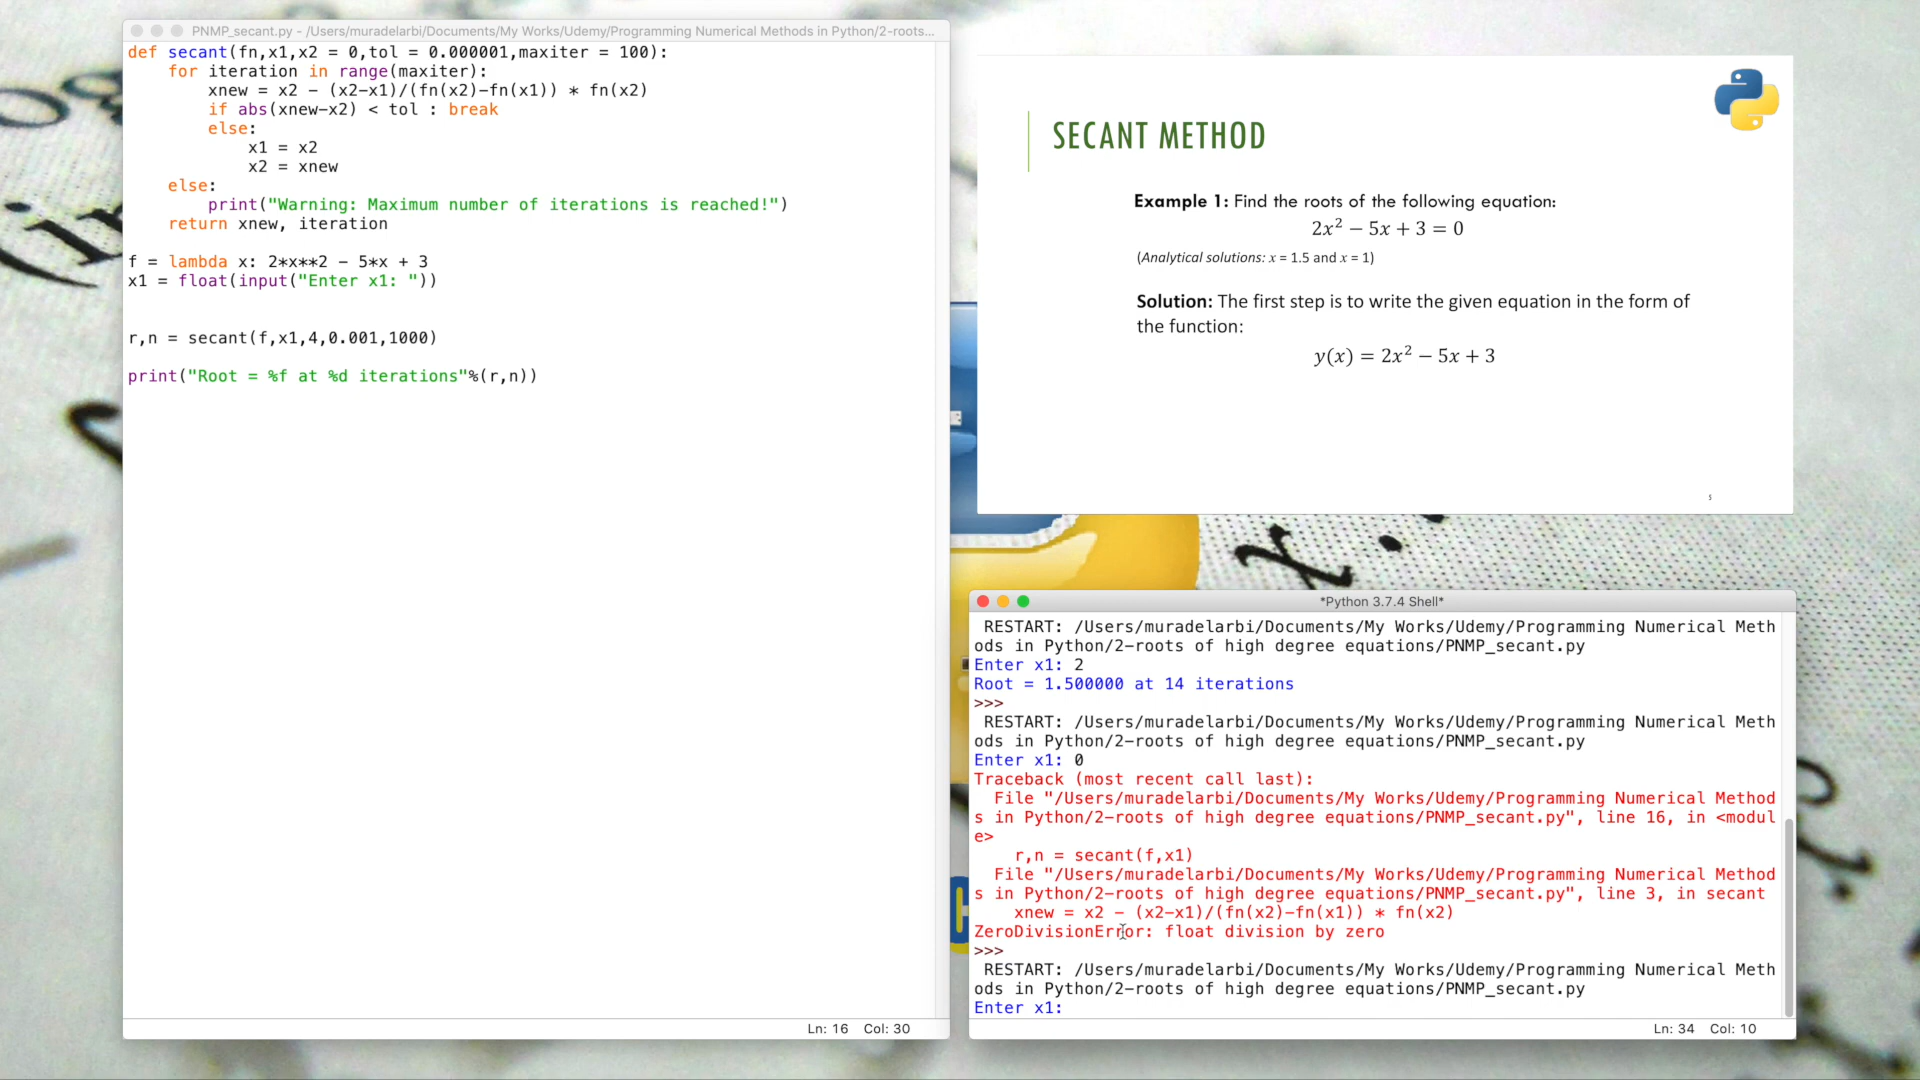 PNMP_secant.py - /Users/muradelarbi/Documents/My Works/Udemy/Programming Numerical Methods in Python/2-roots...
def secant(fn,x1,x2 = 0,tol = 0.000001,maxiter = 100):
    for iteration in range(maxiter):
        xnew = x2 - (x2-x1)/(fn(x2)-fn(x1)) * fn(x2)
        if abs(xnew-x2) < tol : break
        else:
            x1 = x2
            x2 = xnew
    else:
        print("Warning: Maximum number of iterations is reached!")
    return xnew, iteration
f = lambda x: 2*x**2 - 5*x + 3
x1 = float(input("Enter x1: "))
r,n = secant(f,x1,4,0.001,1000)
print("Root = %f at %d iterations"%(r,n))
Ln: 16 Col: 30
SECANT METHOD
Example 1: Find the roots of the following equation:
2x² − 5x + 3 = 0
(Analytical solutions: x = 1.5 and x = 1)
Solution: The first step is to write the given equation in the form of
the function:
y(x) = 2x² − 5x + 3
5
*Python 3.7.4 Shell*
 RESTART: /Users/muradelarbi/Documents/My Works/Udemy/Programming Numerical Meth
ods in Python/2-roots of high degree equations/PNMP_secant.py
Enter x1: 2
Root = 1.500000 at 14 iterations
>>>
 RESTART: /Users/muradelarbi/Documents/My Works/Udemy/Programming Numerical Meth
ods in Python/2-roots of high degree equations/PNMP_secant.py
Enter x1: 0
Traceback (most recent call last):
  File "/Users/muradelarbi/Documents/My Works/Udemy/Programming Numerical Method
s in Python/2-roots of high degree equations/PNMP_secant.py", line 16, in <modul
e>
    r,n = secant(f,x1)
  File "/Users/muradelarbi/Documents/My Works/Udemy/Programming Numerical Method
s in Python/2-roots of high degree equations/PNMP_secant.py", line 3, in secant
    xnew = x2 - (x2-x1)/(fn(x2)-fn(x1)) * fn(x2)
ZeroDivisionError: float division by zero
>>>
 RESTART: /Users/muradelarbi/Documents/My Works/Udemy/Programming Numerical Meth
ods in Python/2-roots of high degree equations/PNMP_secant.py
Enter x1:
Ln: 34 Col: 10